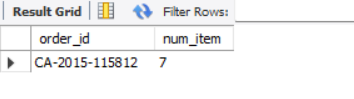 Result Grid Filter Rows:
order_id num_item
CA-2015-115812 7